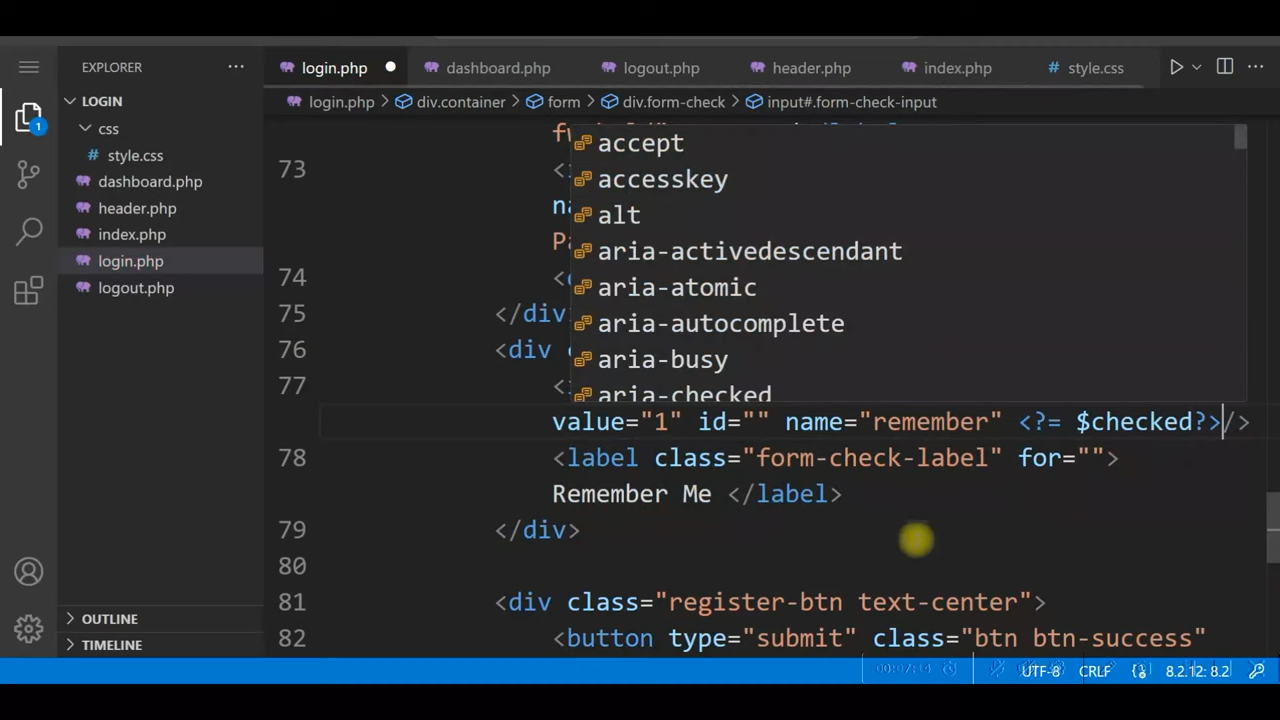 EXPLORER
login.php
dashboard.php
logout.php
header.php
index.php
# style.css
LOGIN
login.php > div.container > form > div.form-check > input#.form-check-input
css
# style.css
dashboard.php
header.php
index.php
login.php
logout.php
OUTLINE
TIMELINE
1
accept
accesskey
alt
aria-activedescendant
aria-atomic
aria-autocomplete
aria-busy
aria-checked
73 <
74 <
75 </div
76 <div
77 <
value="1" id="" name="remember" <?= $checked?>/>
78 <label class="form-check-label" for="">
Remember Me </label>
79 </div>
80
81 <div class="register-btn text-center">
82 <button type="submit" class="btn btn-success"
UTF-8 CRLF 8.2.12: 8.2